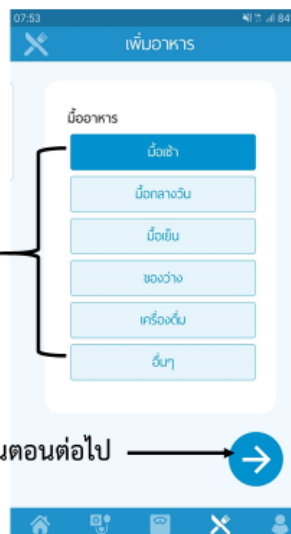 07:53
84
เพิ่มอาหาร
มื้ออาหาร
มื้อเช้า
มื้อกลางวัน
มื้อเย็น
ของว่าง
เครื่องดื่ม
อื่นๆ
นตอนต่อไป